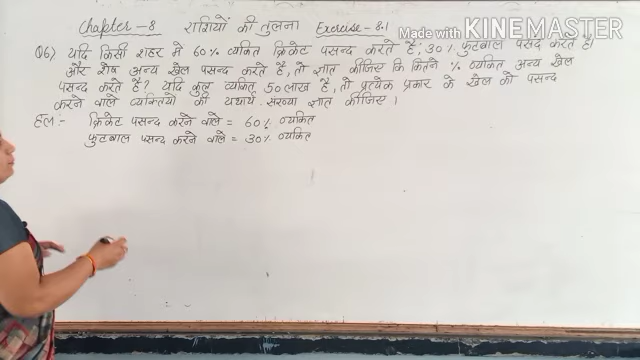 Chapter-8 राशियों की तुलना Exercise-8.1
Made with KINEMASTER
Q6) यदि किसी शहर मे 60% व्यक्ति क्रिकेट पसन्द करते है; 30% फुटबाल पसंद करते हैं।
और शेष अन्य खेल पसन्द करते है, तो ज्ञात कीजिए कि कितने % व्यक्ति अन्य खेल
पसन्द करते हैं? यदि कुल व्यक्ति 50 लाख है, तो प्रत्येक प्रकार के खेल को पसन्द
करने वाले व्यक्तियों की यथार्थ संख्या ज्ञात कीजिए।
हल:- क्रिकेट पसन्द करने वाले = 60% व्यक्ति
फुटबाल पसन्द करने वाले = 30% व्यक्ति